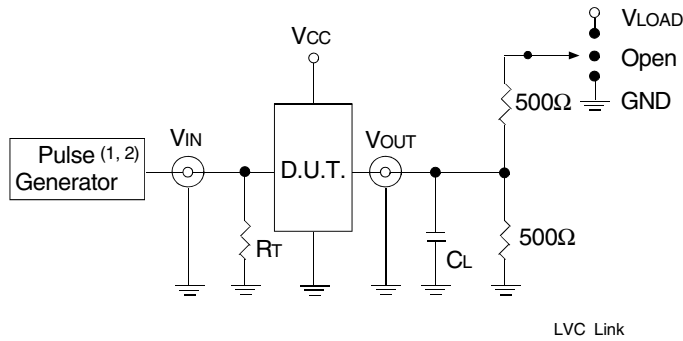 VLOAD
VCC
Open
500Ω
GND
VIN
VOUT
Pulse (1, 2)
Generator
D.U.T.
500Ω
RT
CL
LVC Link